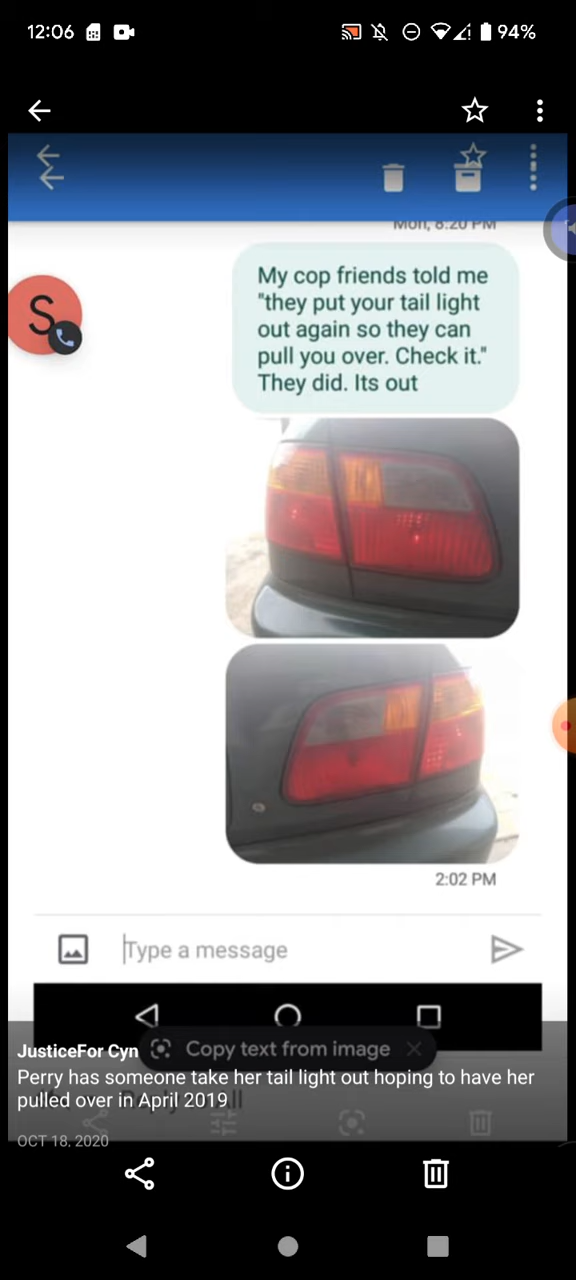 12:06
94%
Mon, 8:20 PM
S
My cop friends told me
"they put your tail light
out again so they can
pull you over. Check it."
They did. Its out
2:02 PM
Type a message
Copy text from image
JusticeFor Cyn
Perry has someone take her tail light out hoping to have her
pulled over in April 2019.
OCT 18, 2020